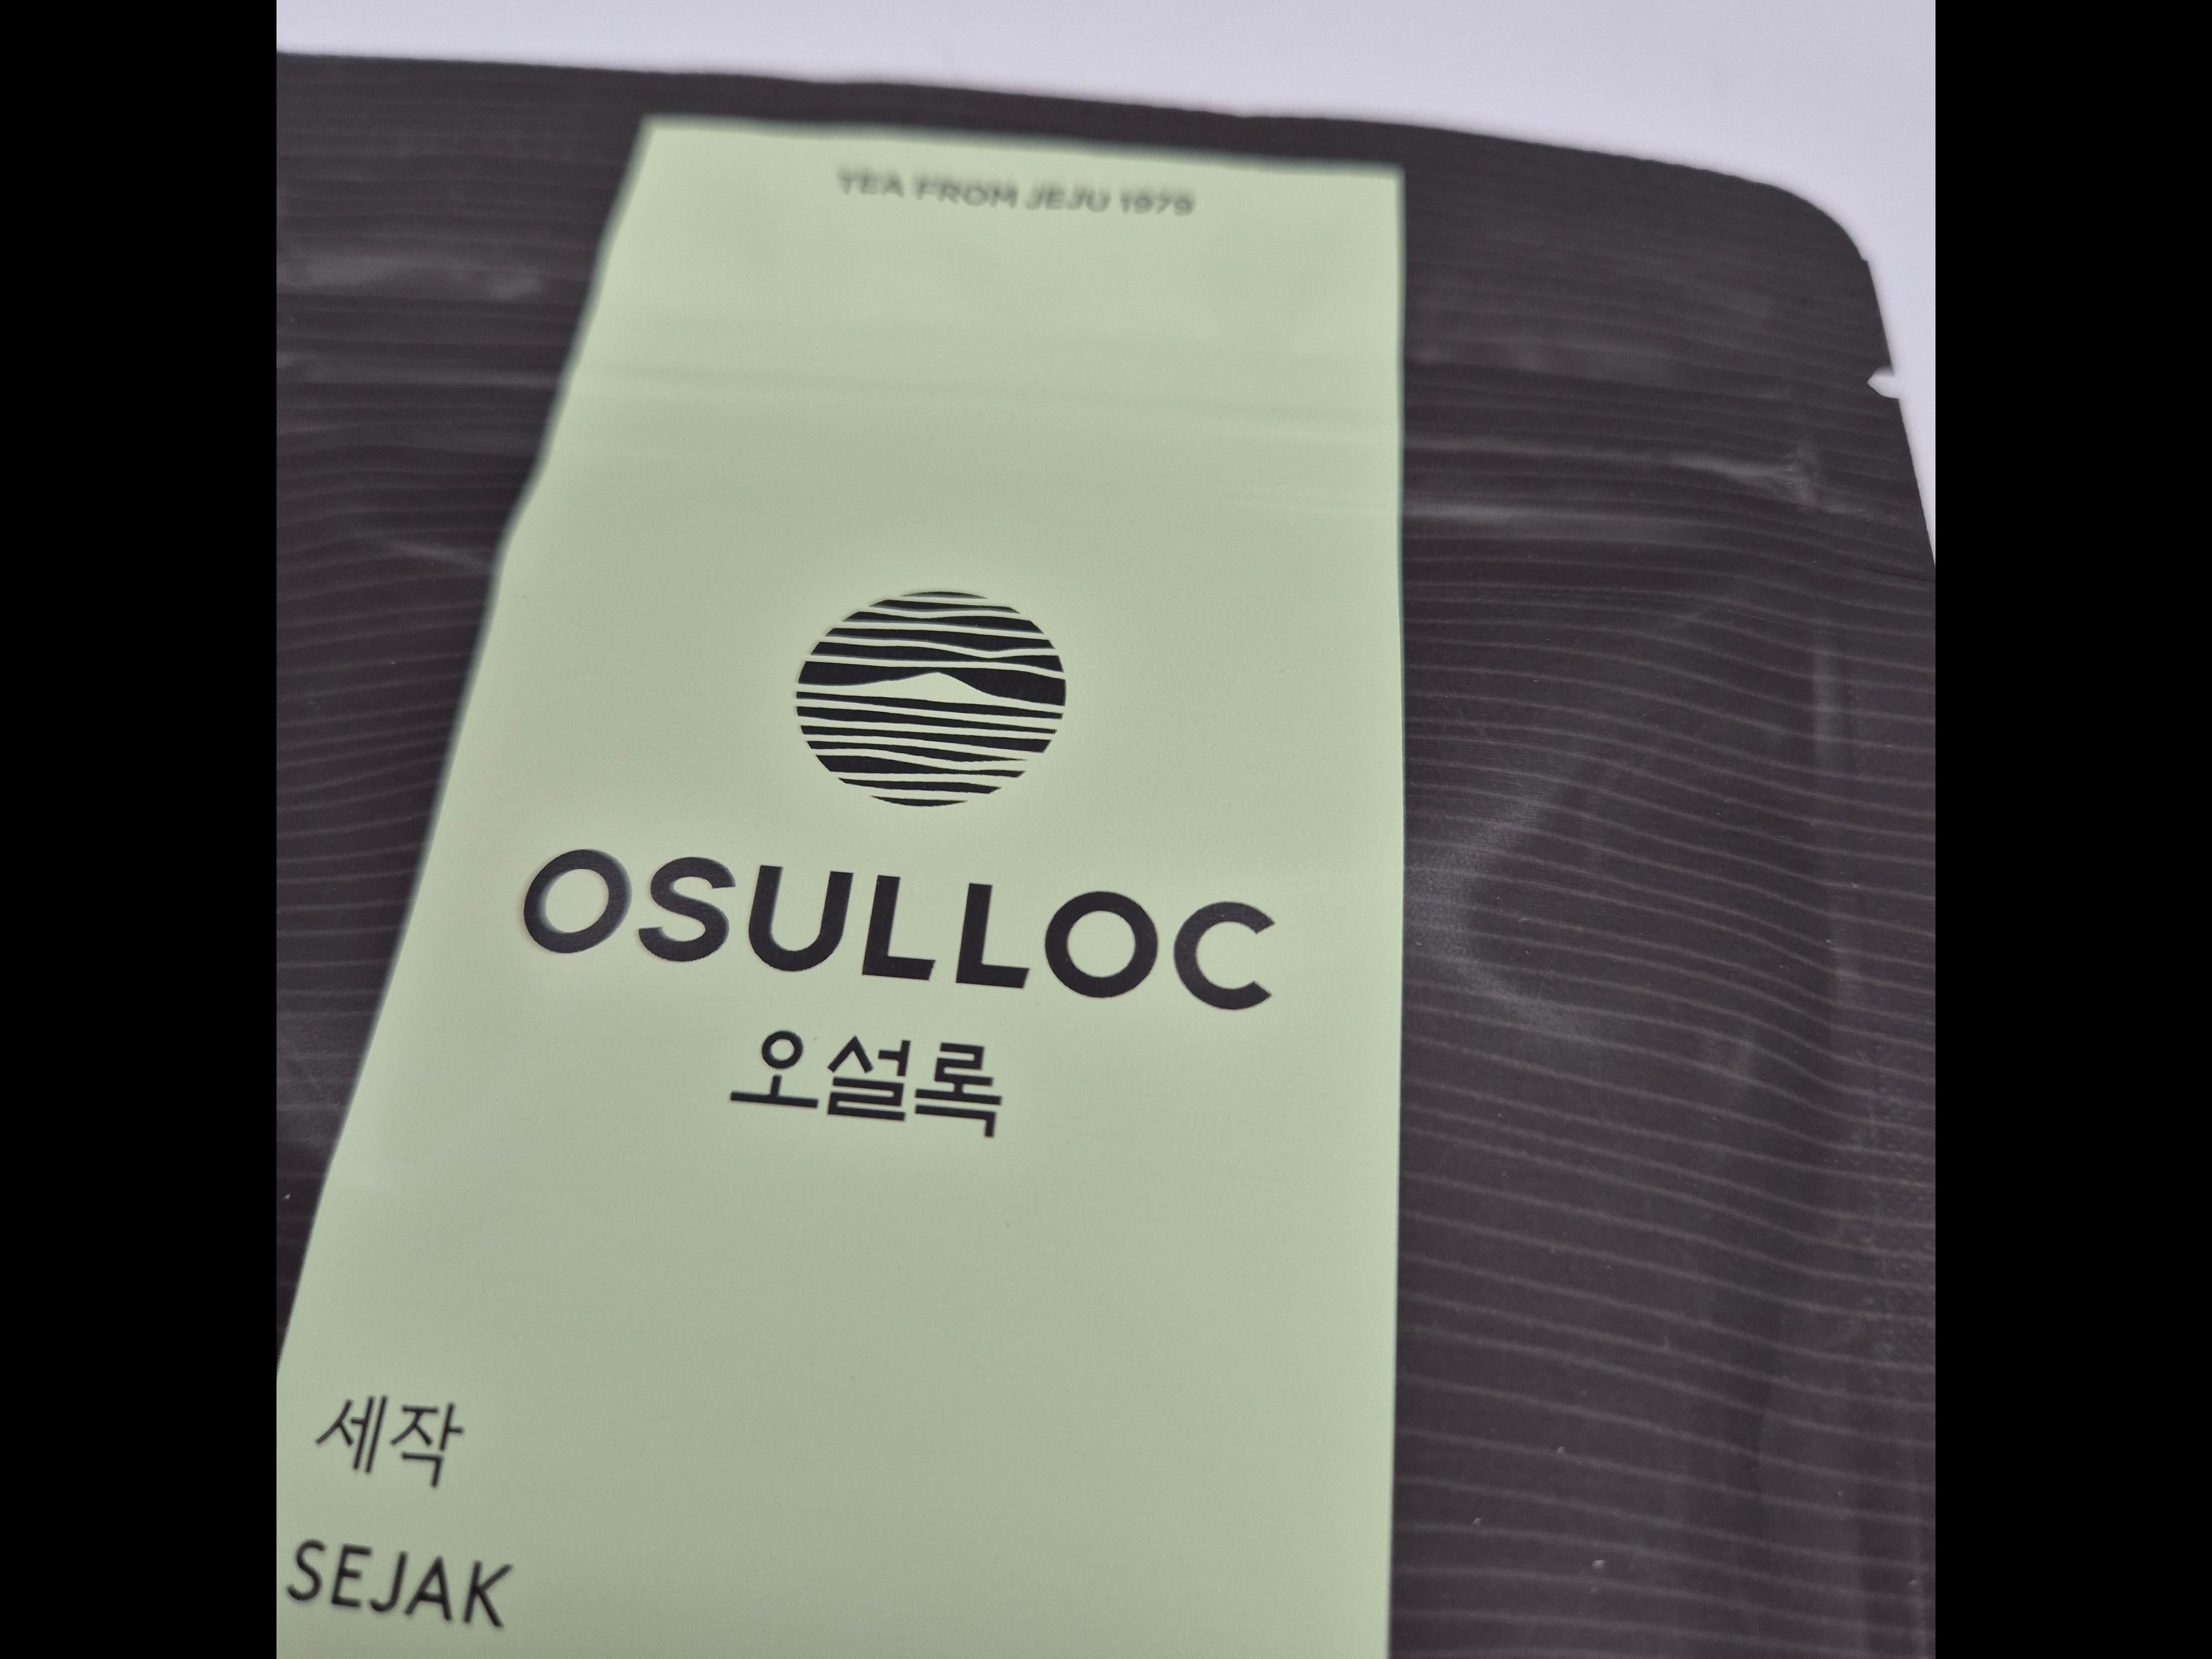 TEA FROM JEJU 1979
OSULLOC
오설록
세작
SEJAK